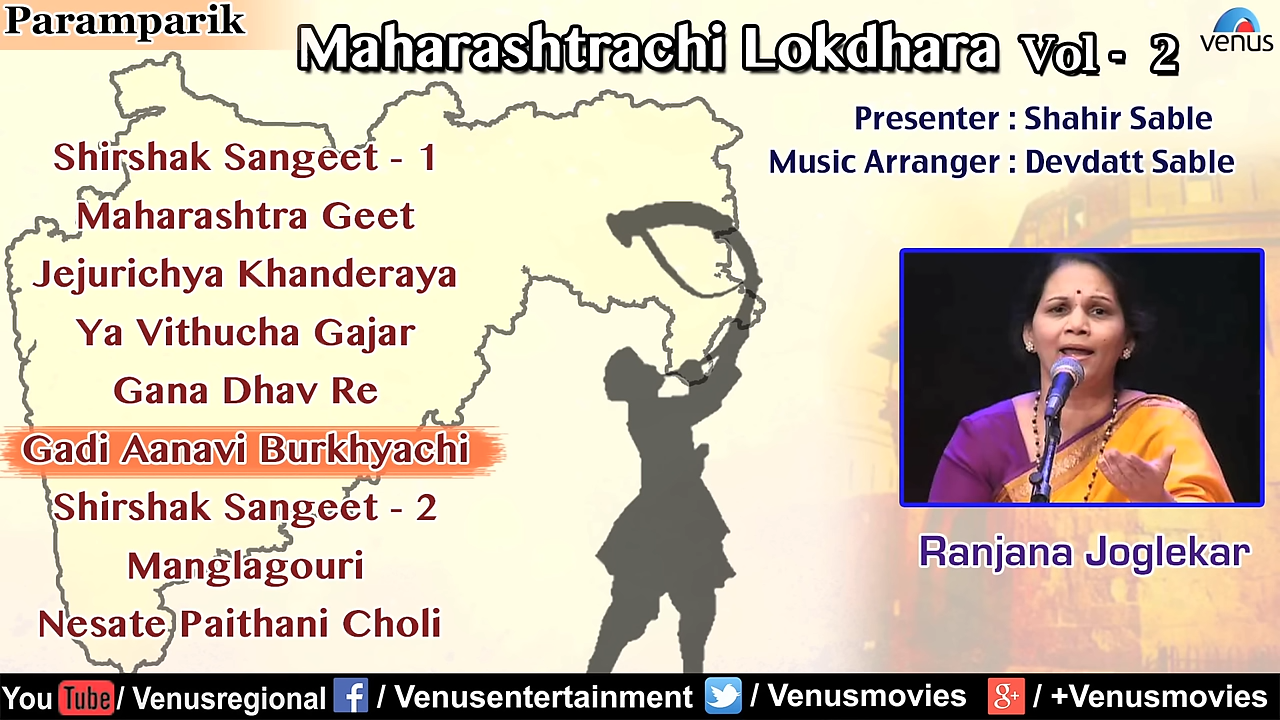 Paramparik
Maharashtrachi Lokdhara Vol - 2
venus
Presenter : Shahir Sable
Music Arranger : Devdatt Sable
Shirshak Sangeet - 1
Maharashtra Geet
Jejurichya Khanderaya
Ya Vithucha Gajar
Gana Dhav Re
Gadi Aanavi Burkhyachi
Shirshak Sangeet - 2
Manglagouri
Nesate Paithani Choli
Ranjana Joglekar
You Tube / Venusregional f / Venusentertainment / Venusmovies g+ / +Venusmovies